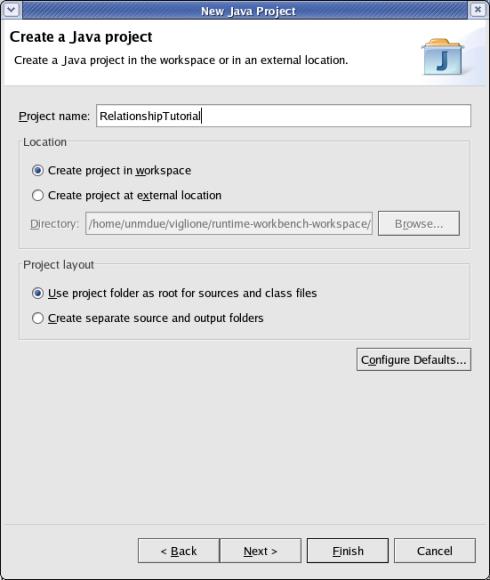 New Java Project
Create a Java project
Create a Java project in the workspace or in an external location.
J
Project name: RelationshipTutorial
Location
Create project in workspace
Create project at external location
Directory: /home/unmdue/viglione/runtime-workbench-workspace/ Browse...
Project layout
Use project folder as root for sources and class files
Create separate source and output folders
Configure Defaults...
< Back Next > Finish Cancel